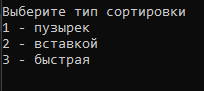 Выберите тип сортировки
1 - пузырек
2 - вставкой
3 - быстрая